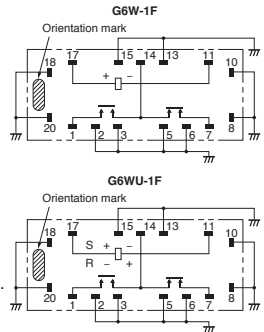 G6W-1F
Orientation mark
18 17 15 14 13 11 10
+ −
20 1 2 3 5 6 7 8
G6WU-1F
Orientation mark
18 17 15 14 13 11 10
S + −
R − +
20 1 2 3 5 6 7 8